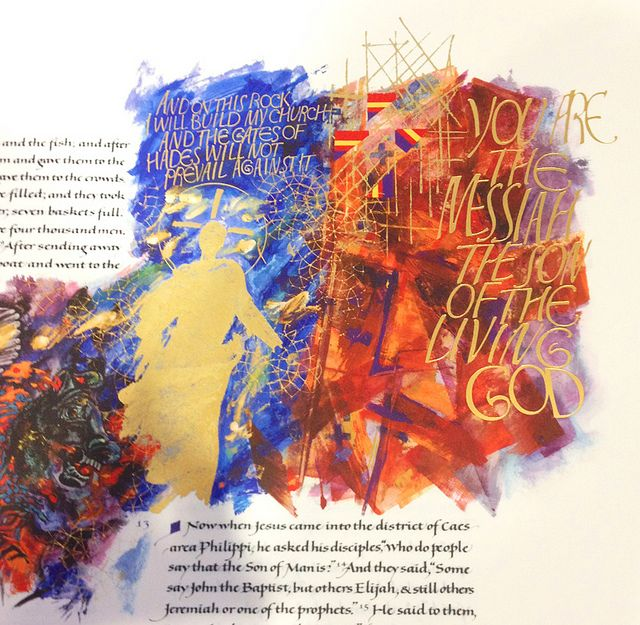 and the fish; and after
and gave them to the
them to the crowds
filled; and they took
seven baskets full.
four thousand men,
After sending away
boat and went to the
AND ON THIS ROCK
I WILL BUILD MY CHURCH
AND THE GATES OF
HADES WILL NOT
PREVAIL AGAINST IT
YOU ARE
THE
MESSIAH
THE SON
OF THE
LIVING
GOD
13 Now when Jesus came into the district of Caes-
area Philippi, he asked his disciples, "Who do people
say that the Son of Man is?" 14 And they said, "Some
say John the Baptist, but others Elijah, & still others
Jeremiah or one of the prophets." 15 He said to them,